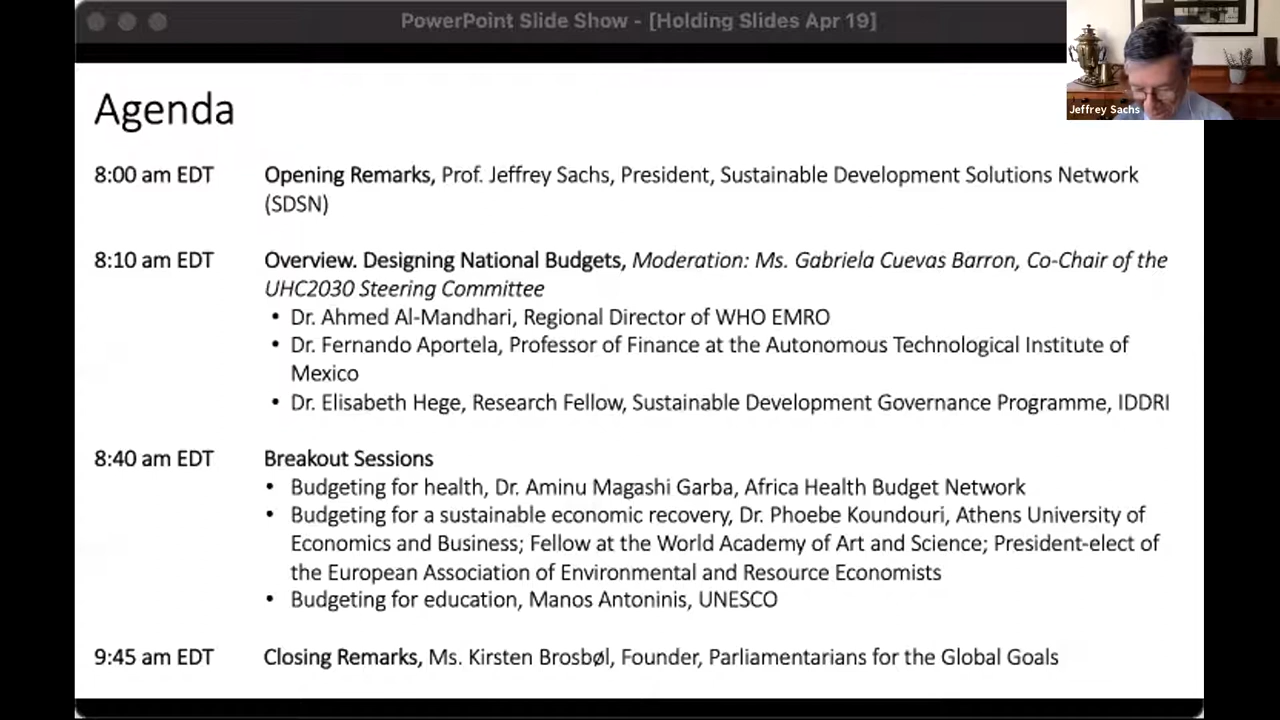 PowerPoint Slide Show - [Holding Slides Apr 19]
Jeffrey Sachs
Agenda
8:00 am EDT Opening Remarks, Prof. Jeffrey Sachs, President, Sustainable Development Solutions Network
(SDSN)
8:10 am EDT Overview. Designing National Budgets, Moderation: Ms. Gabriela Cuevas Barron, Co-Chair of the
UHC2030 Steering Committee
• Dr. Ahmed Al-Mandhari, Regional Director of WHO EMRO
• Dr. Fernando Aportela, Professor of Finance at the Autonomous Technological Institute of
Mexico
• Dr. Elisabeth Hege, Research Fellow, Sustainable Development Governance Programme, IDDRI
8:40 am EDT Breakout Sessions
• Budgeting for health, Dr. Aminu Magashi Garba, Africa Health Budget Network
• Budgeting for a sustainable economic recovery, Dr. Phoebe Koundouri, Athens University of
Economics and Business; Fellow at the World Academy of Art and Science; President-elect of
the European Association of Environmental and Resource Economists
• Budgeting for education, Manos Antoninis, UNESCO
9:45 am EDT Closing Remarks, Ms. Kirsten Brosbøl, Founder, Parliamentarians for the Global Goals